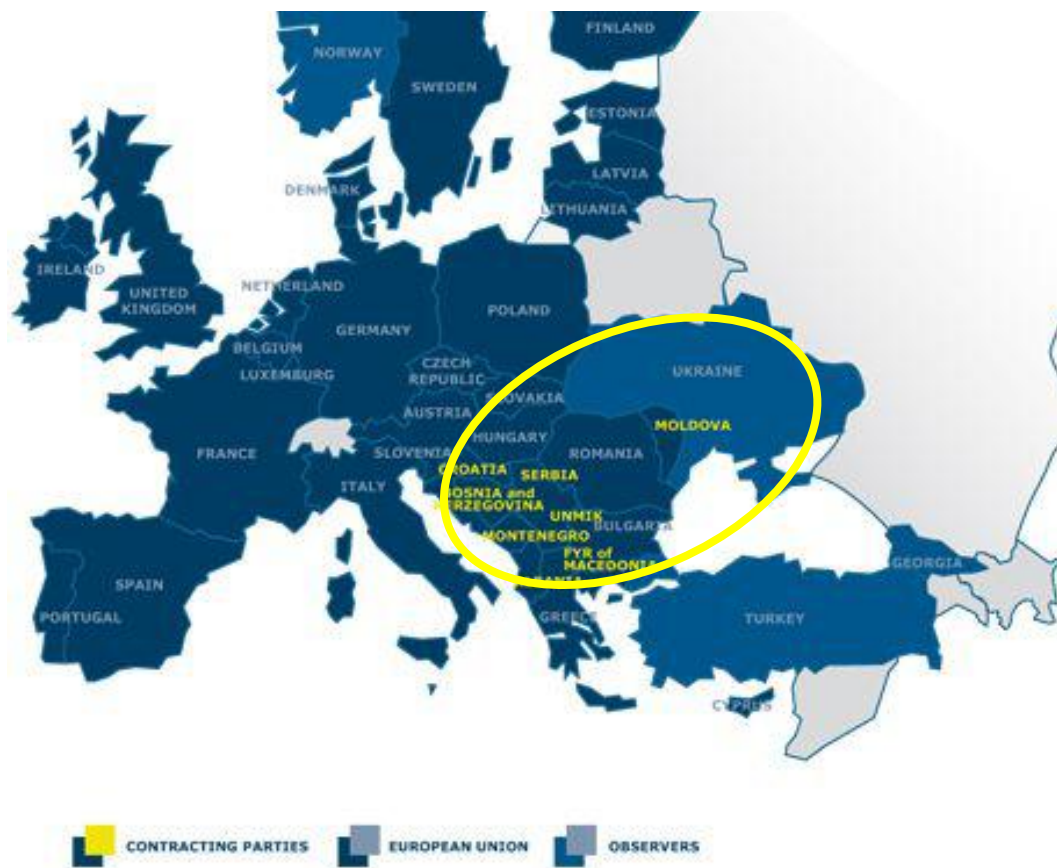 FINLAND
NORWAY
SWEDEN
ESTONIA
LATVIA
DENMARK
LITHUANIA
IRELAND
NETHERLAND
UNITED
KINGDOM
POLAND
GERMANY
BELGIUM
CZECH
REPUBLIC
LUXEMBURG
UKRAINE
SLOVAKIA
AUSTRIA
MOLDOVA
HUNGARY
FRANCE
SLOVENIA
ROMANIA
CROATIA
SERBIA
ITALY
BOSNIA and
HERZEGOVINA
UNMIK
BULGARIA
MONTENEGRO
FYR of
MACEDONIA
GEORGIA
ALBANIA
SPAIN
PORTUGAL
GREECE
TURKEY
CYPRUS
CONTRACTING PARTIES
EUROPEAN UNION
OBSERVERS